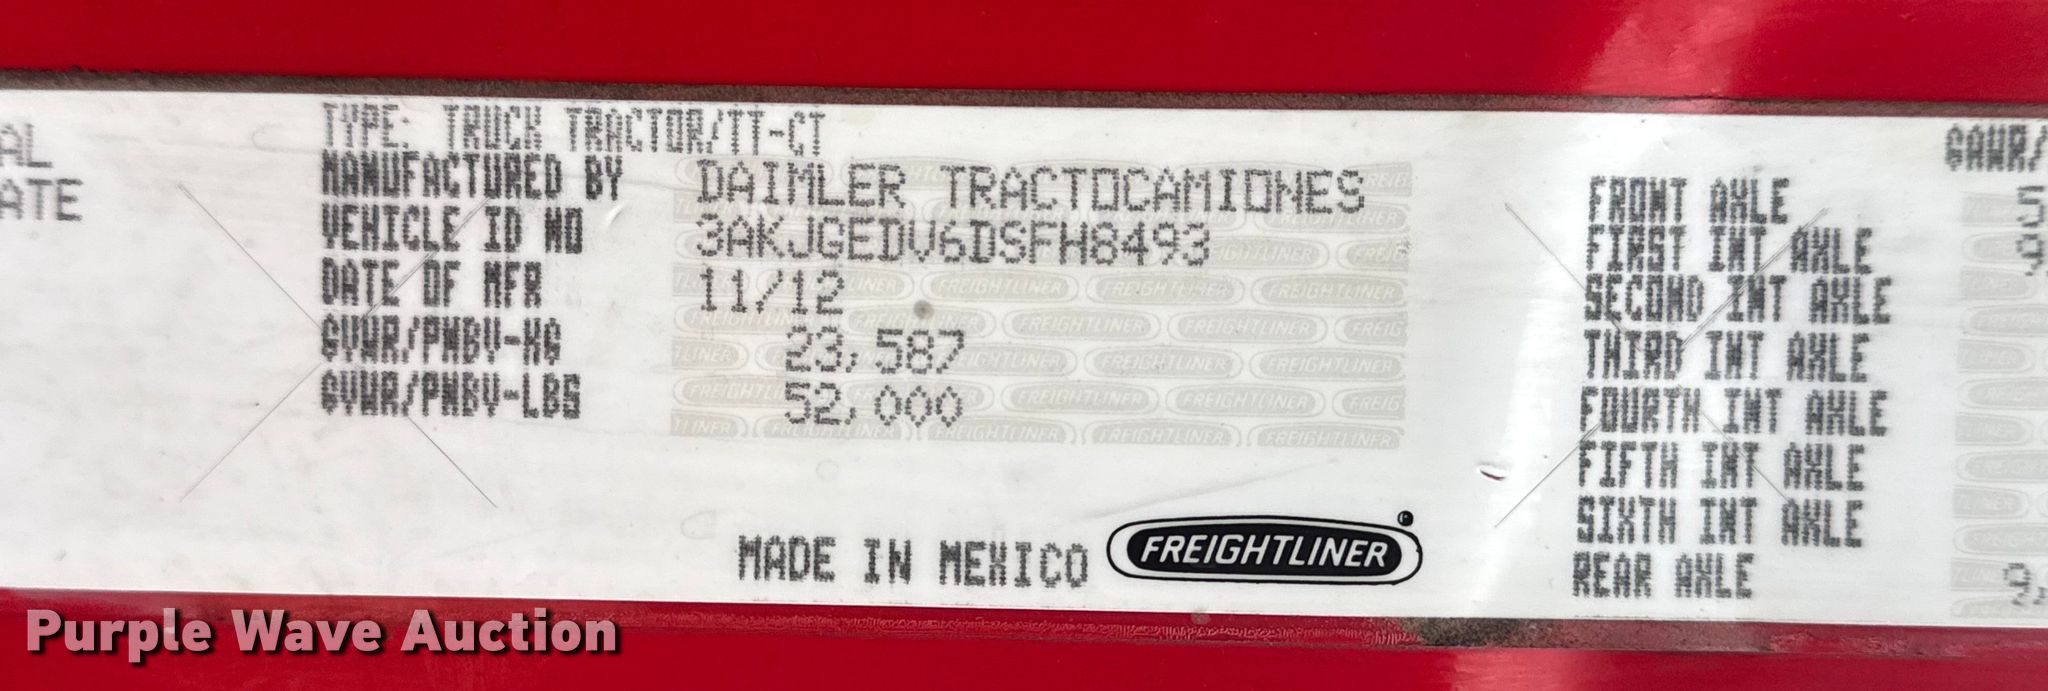 AL
ATE
TYPE: TRUCK TRACTOR/TT-CT
MANUFACTURED BY DAIMLER TRACTOCAMIONES
VEHICLE ID NO 3AKJGEDV6DSFH8493
DATE OF MFR 11/12
GVWR/PNBV-KG 23,587
GVWR/PNBV-LBS 52,000
MADE IN MEXICO FREIGHTLINER
GAWR/
FRONT AXLE
FIRST INT AXLE
SECOND INT AXLE
THIRD INT AXLE
FOURTH INT AXLE
FIFTH INT AXLE
SIXTH INT AXLE
REAR AXLE
Purple Wave Auction